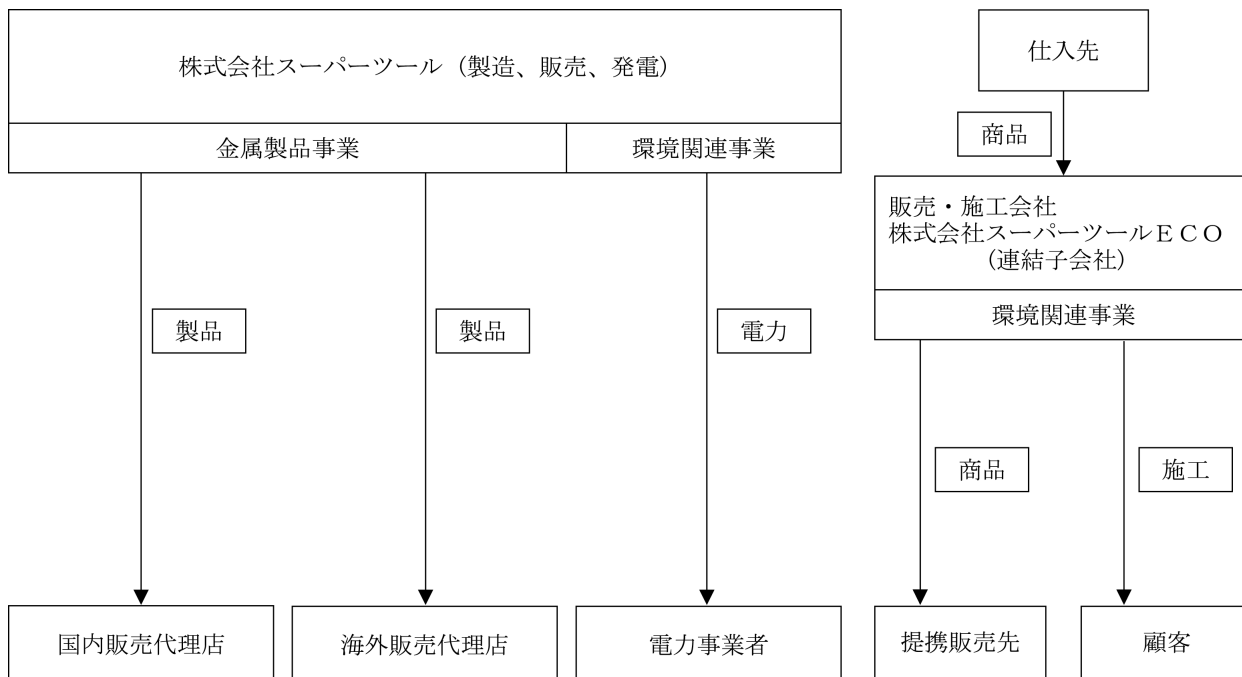 株式会社スーパーツール（製造、販売、発電）
金属製品事業
環境関連事業
製品
製品
電力
国内販売代理店
海外販売代理店
電力事業者
仕入先
商品
販売・施工会社
株式会社スーパーツールＥＣＯ
（連結子会社）
環境関連事業
商品
施工
提携販売先
顧客